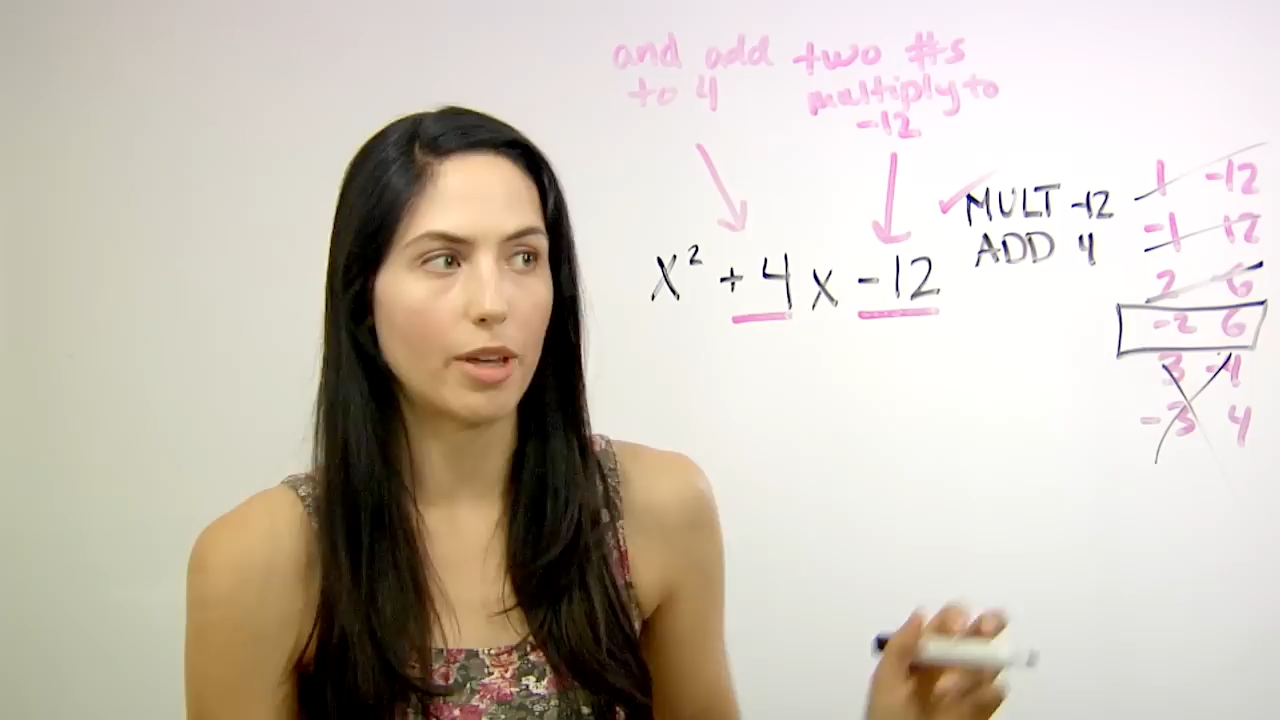 and add two #s
to 4 multiply to
-12
x² + 4x - 12
MULT -12
ADD 4
1 -12
-1 12
2 6
-2 6
3 -4
-3 4